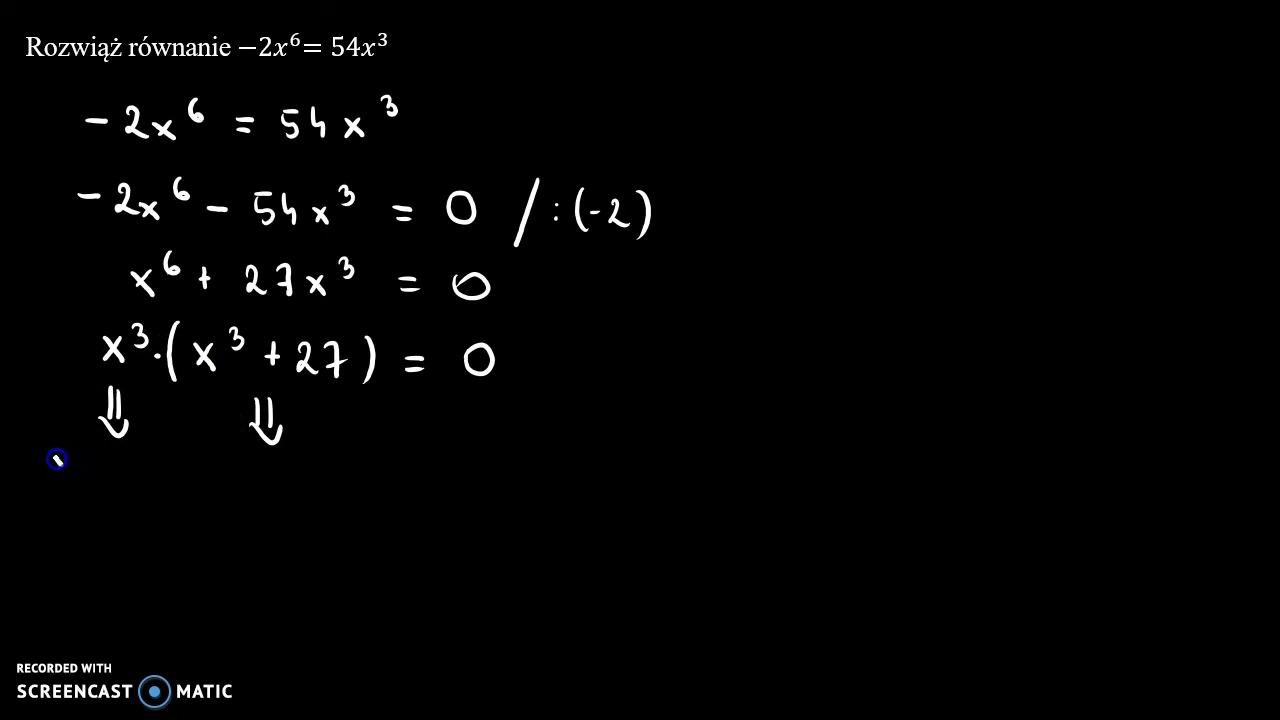 Rozwiąż równanie −2x⁶= 54x³
- 2x⁶ = 54x³
- 2x⁶ - 54x³ = 0 / : (-2)
x⁶ + 27x³ = 0
x³ · (x³ + 27) = 0
⇓ ⇓
RECORDED WITH
SCREENCAST MATIC